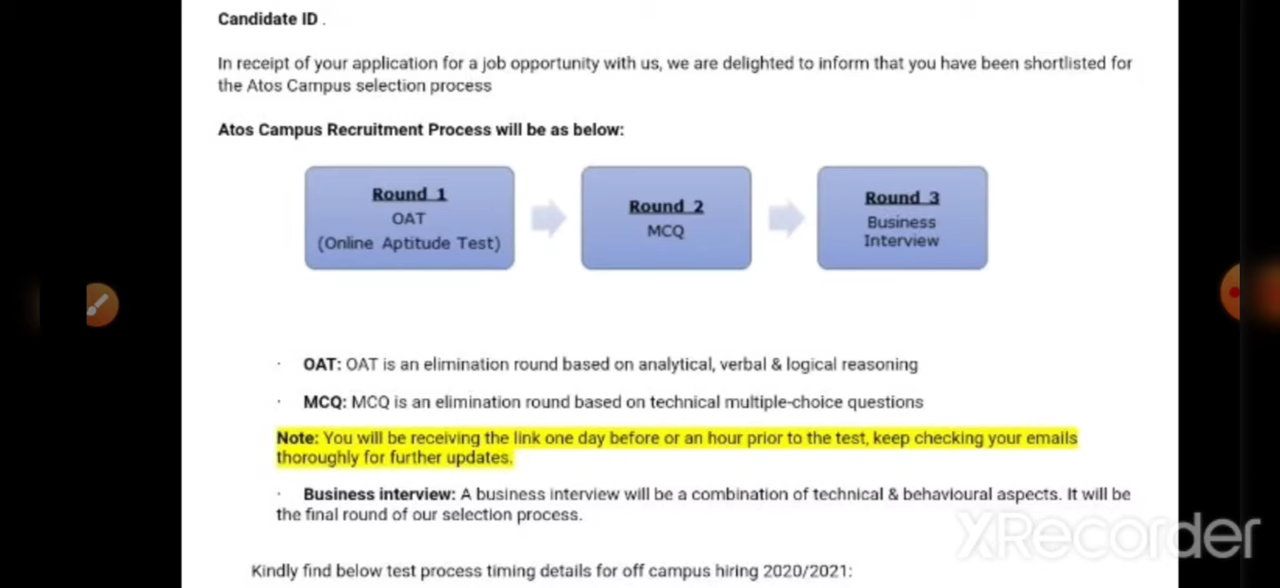 Candidate ID .
In receipt of your application for a job opportunity with us, we are delighted to inform that you have been shortlisted for
the Atos Campus selection process
Atos Campus Recruitment Process will be as below:
Round 1
OAT
(Online Aptitude Test)
Round 2
MCQ
Round 3
Business
Interview
· OAT: OAT is an elimination round based on analytical, verbal & logical reasoning
· MCQ: MCQ is an elimination round based on technical multiple-choice questions
Note: You will be receiving the link one day before or an hour prior to the test, keep checking your emails
thoroughly for further updates.
· Business interview: A business interview will be a combination of technical & behavioural aspects. It will be
the final round of our selection process.
XRecorder
Kindly find below test process timing details for off campus hiring 2020/2021: